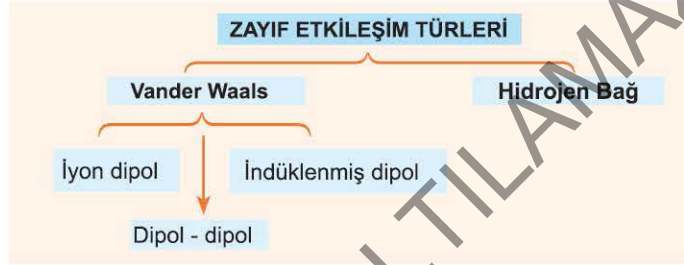 ZAYIF ETKİLEŞİM TÜRLERİ
Vander Waals
Hidrojen Bağ
İyon dipol
İndüklenmiş dipol
Dipol - dipol